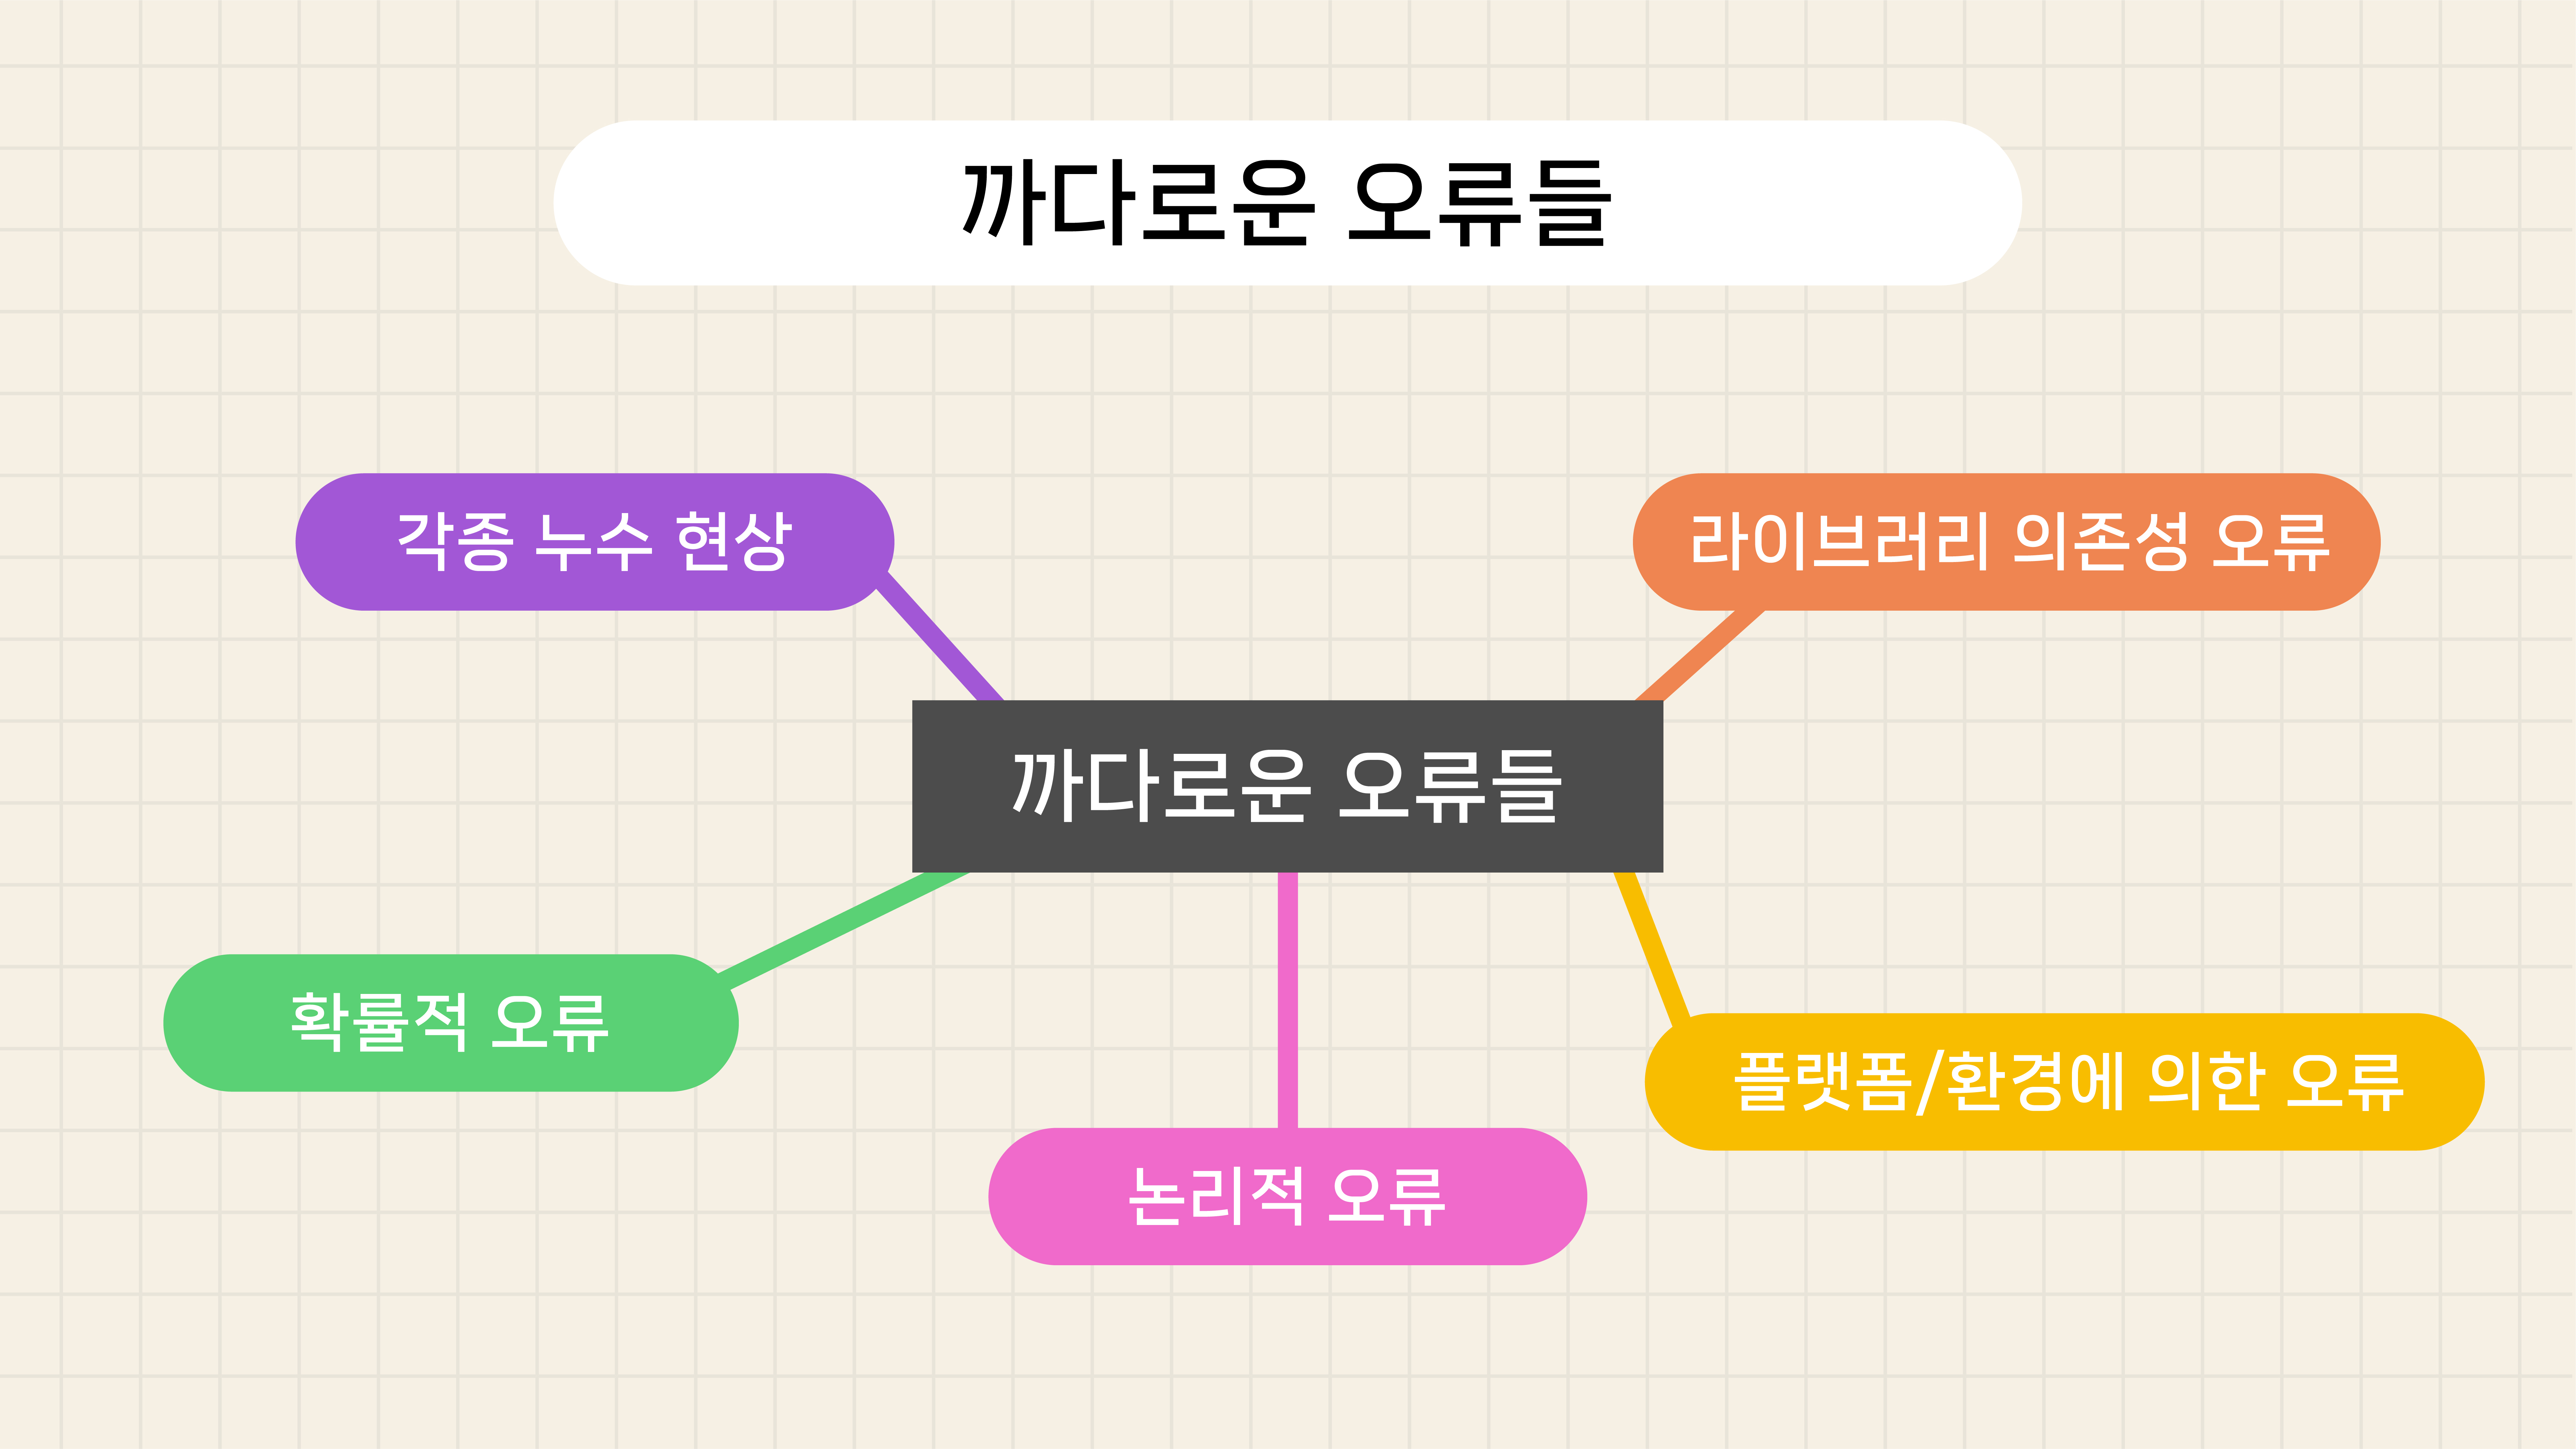 까다로운 오류들
각종 누수 현상
라이브러리 의존성 오류
까다로운 오류들
확률적 오류
플랫폼/환경에 의한 오류
논리적 오류